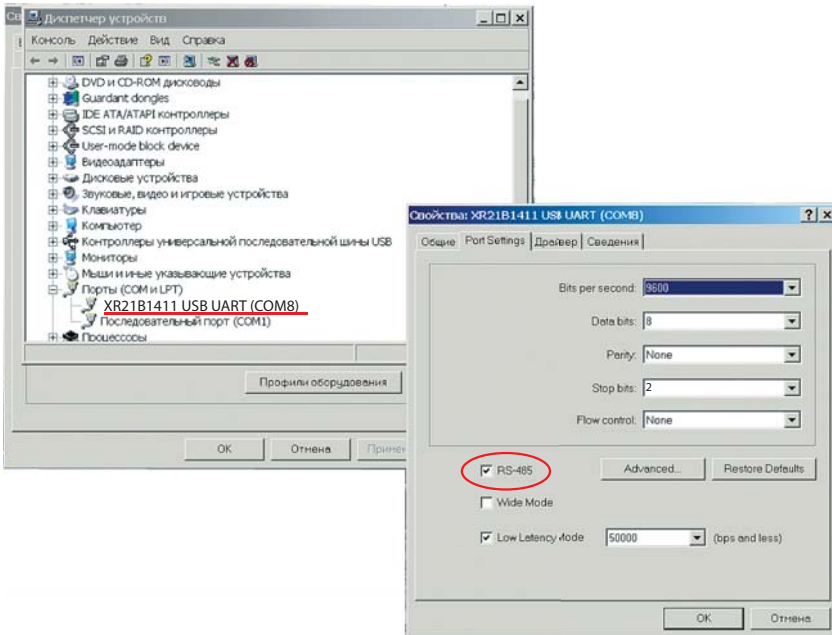 Св
Диспетчер устройств
Консоль Действие Вид Справка
DVD и CD-ROM дисководы
Guardant dongles
IDE ATA/ATAPI контроллеры
SCSI и RAID контроллеры
User-mode block device
Видеоадаптеры
Дисковые устройства
Звуковые, видео и игровые устройства
Клавиатуры
Компьютер
Контроллеры универсальной последовательной шины USB
Мониторы
Мыши и иные указывающие устройства
Порты (COM и LPT)
XR21B1411 USB UART (COM8)
Последовательный порт (COM1)
Процессоры
Профили оборудования
ОК Отмена Примен
Свойства: XR21B1411 USB UART (COM8)
Общие Port Settings Драйвер Сведения
Bits per second: 9600
Data bits: 8
Parity: None
Stop bits: 2
Flow control: None
RS-485 Advanced... Restore Defaults
Wide Mode
Low Latency Mode 50000 (bps and less)
ОК Отмена